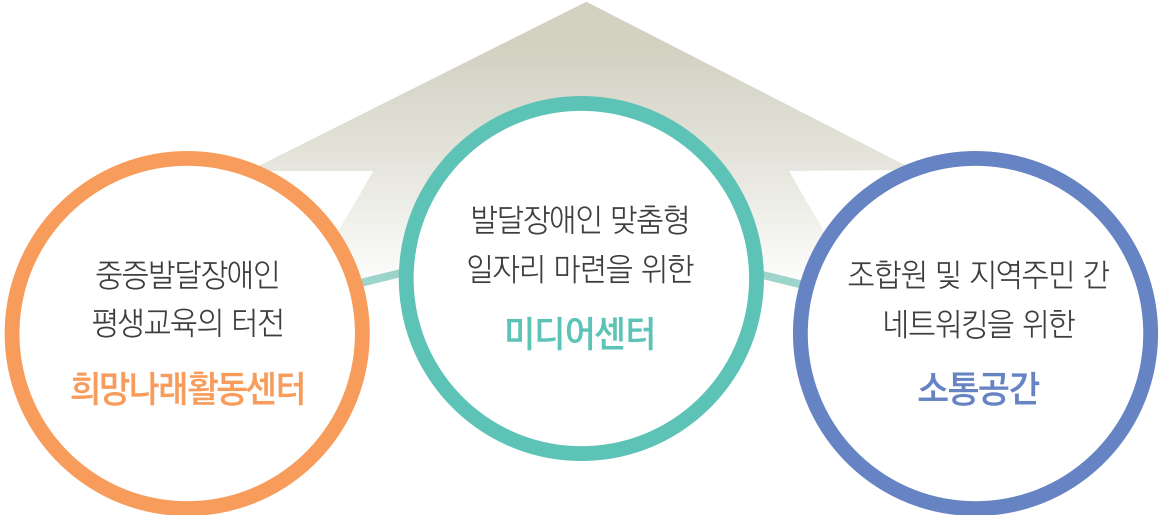 중증발달장애인
평생교육의 터전
희망나래활동센터
발달장애인 맞춤형
일자리 마련을 위한
미디어센터
조합원 및 지역주민 간
네트워킹을 위한
소통공간